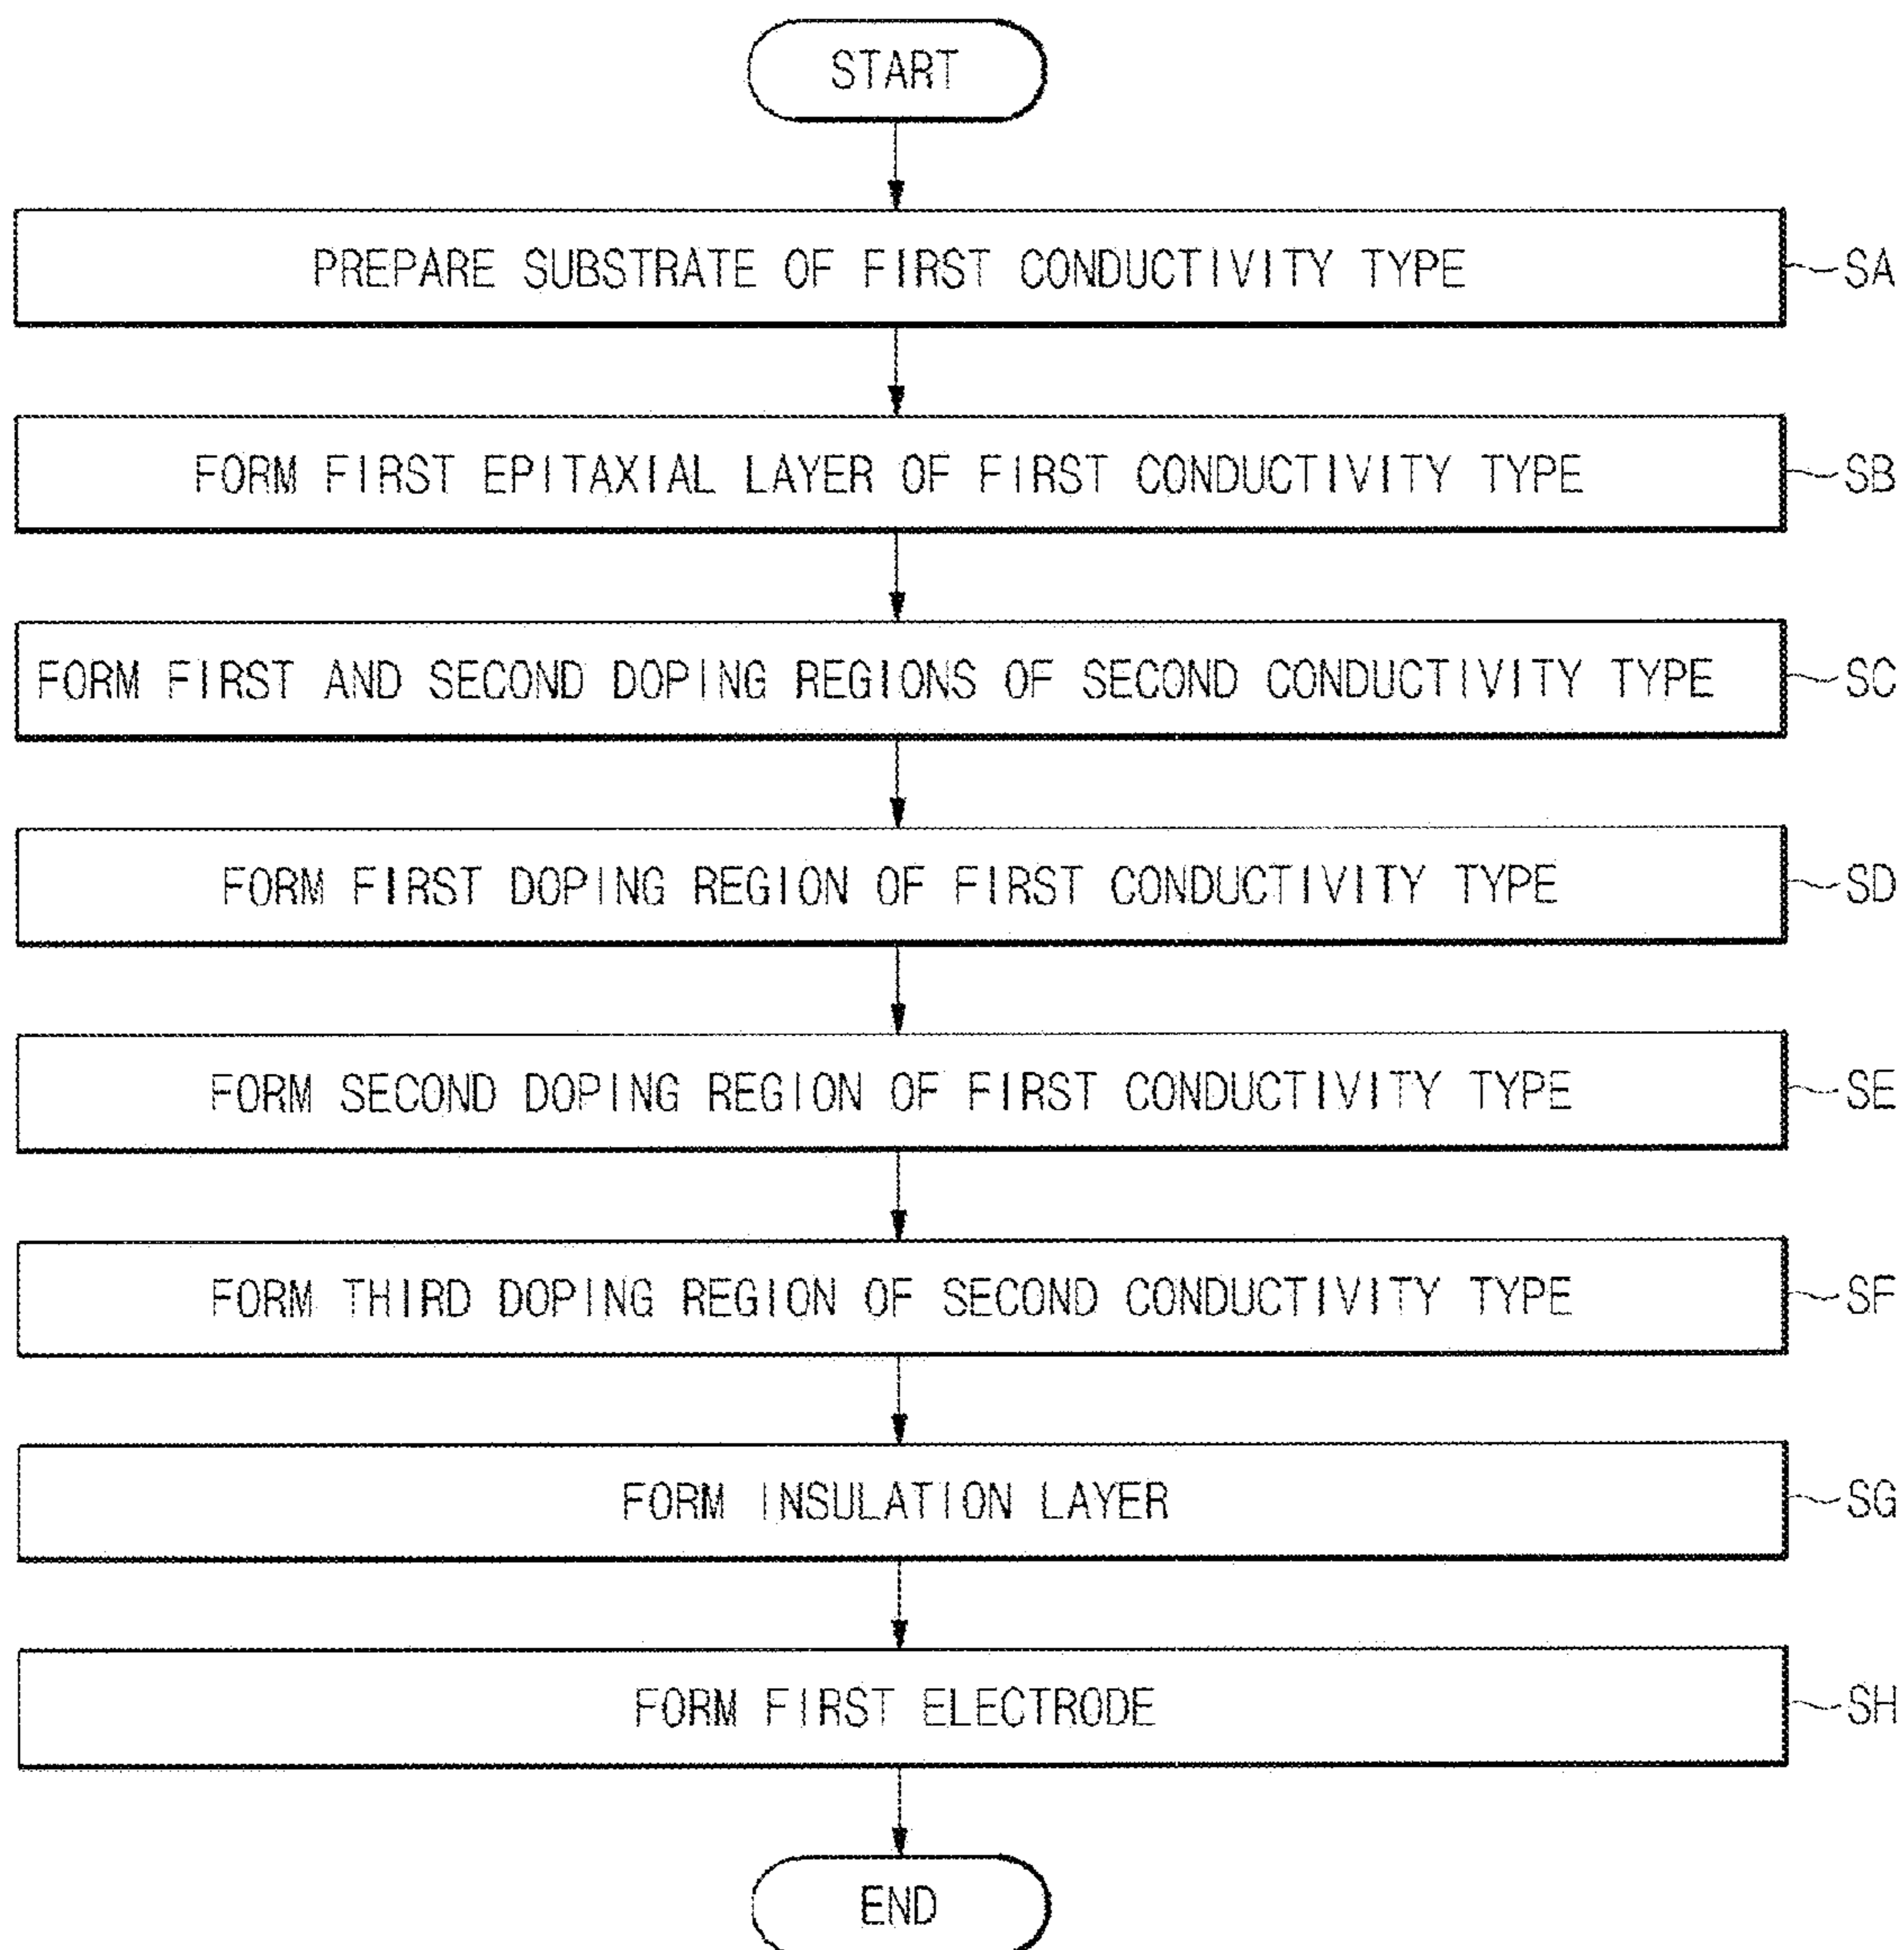 START
PREPARE SUBSTRATE OF FIRST CONDUCTIVITY TYPE
SA
FORM FIRST EPITAXIAL LAYER OF FIRST CONDUCTIVITY TYPE
SB
FORM FIRST AND SECOND DOPING REGIONS OF SECOND CONDUCTIVITY TYPE
SC
FORM FIRST DOPING REGION OF FIRST CONDUCTIVITY TYPE
SD
FORM SECOND DOPING REGION OF FIRST CONDUCTIVITY TYPE
SE
FORM THIRD DOPING REGION OF SECOND CONDUCTIVITY TYPE
SF
FORM INSULATION LAYER
SG
FORM FIRST ELECTRODE
SH
END